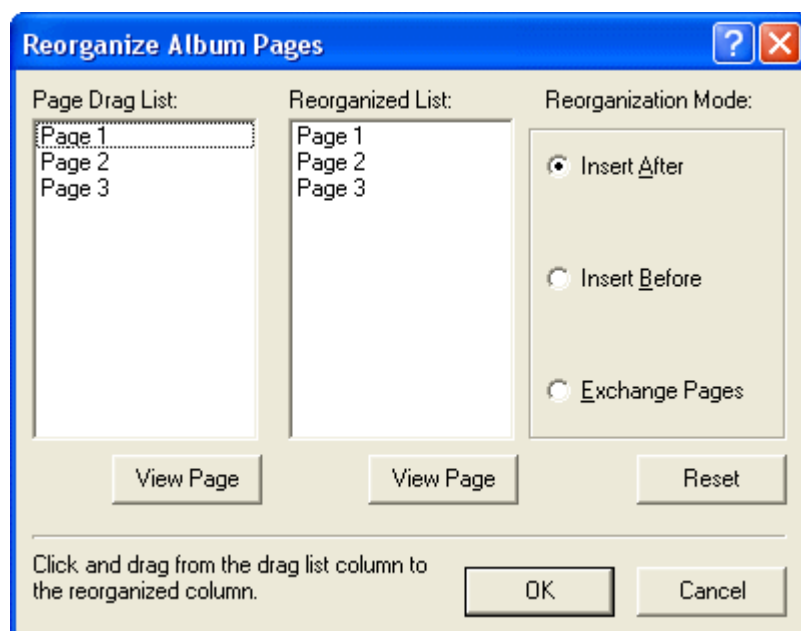 Reorganize Album Pages
Page Drag List:
Page 1
Page 2
Page 3
View Page
Reorganized List:
Page 1
Page 2
Page 3
View Page
Reorganization Mode:
Insert After
Insert Before
Exchange Pages
Reset
Click and drag from the drag list column to
the reorganized column.
OK
Cancel